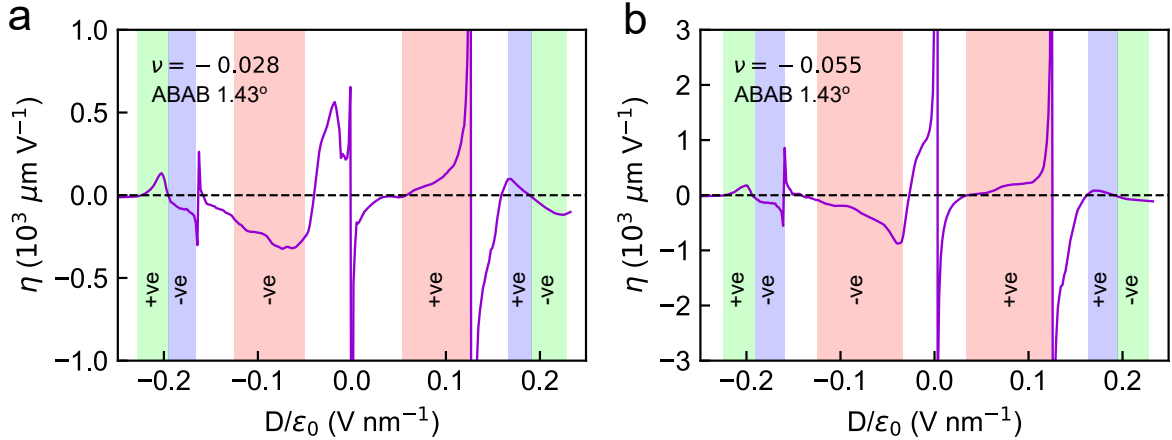 a
ν = − 0.028
ABAB 1.43°
η (10³ μm V⁻¹)
1.0
0.5
0.0
−0.5
−1.0
+ve
-ve
-ve
+ve
+ve
-ve
−0.2
−0.1
0.0
0.1
0.2
D/ε₀ (V nm⁻¹)
b
ν = − 0.055
ABAB 1.43°
η (10³ μm V⁻¹)
3
2
1
0
−1
−2
−3
+ve
-ve
-ve
+ve
+ve
-ve
−0.2
−0.1
0.0
0.1
0.2
D/ε₀ (V nm⁻¹)